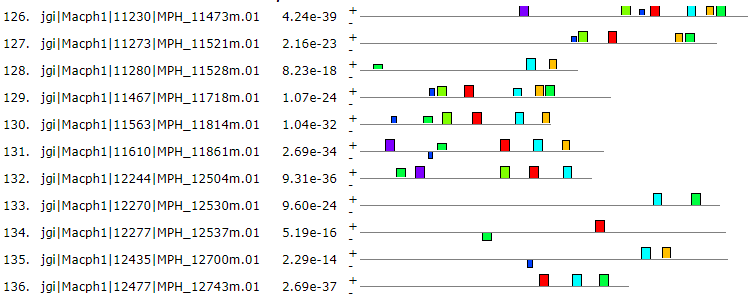 126. jgi|Macph1|11230|MPH_11473m.01 4.24e-39 +
-
127. jgi|Macph1|11273|MPH_11521m.01 2.16e-23 +
-
128. jgi|Macph1|11280|MPH_11528m.01 8.23e-18 +
-
129. jgi|Macph1|11467|MPH_11718m.01 1.07e-24 +
-
130. jgi|Macph1|11563|MPH_11814m.01 1.04e-32 +
-
131. jgi|Macph1|11610|MPH_11861m.01 2.69e-34 +
-
132. jgi|Macph1|12244|MPH_12504m.01 9.31e-36 +
-
133. jgi|Macph1|12270|MPH_12530m.01 9.60e-24 +
-
134. jgi|Macph1|12277|MPH_12537m.01 5.19e-16 +
-
135. jgi|Macph1|12435|MPH_12700m.01 2.29e-14 +
-
136. jgi|Macph1|12477|MPH_12743m.01 2.69e-37 +
-